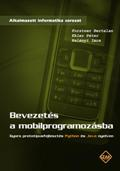 Alkalmazott informatika sorozat
Forstner Bertalan
Ekler Péter
Kelényi Imre
Bevezetés
a mobilprogramozásba
Gyors prototípusfejlesztés Python és Java nyelven